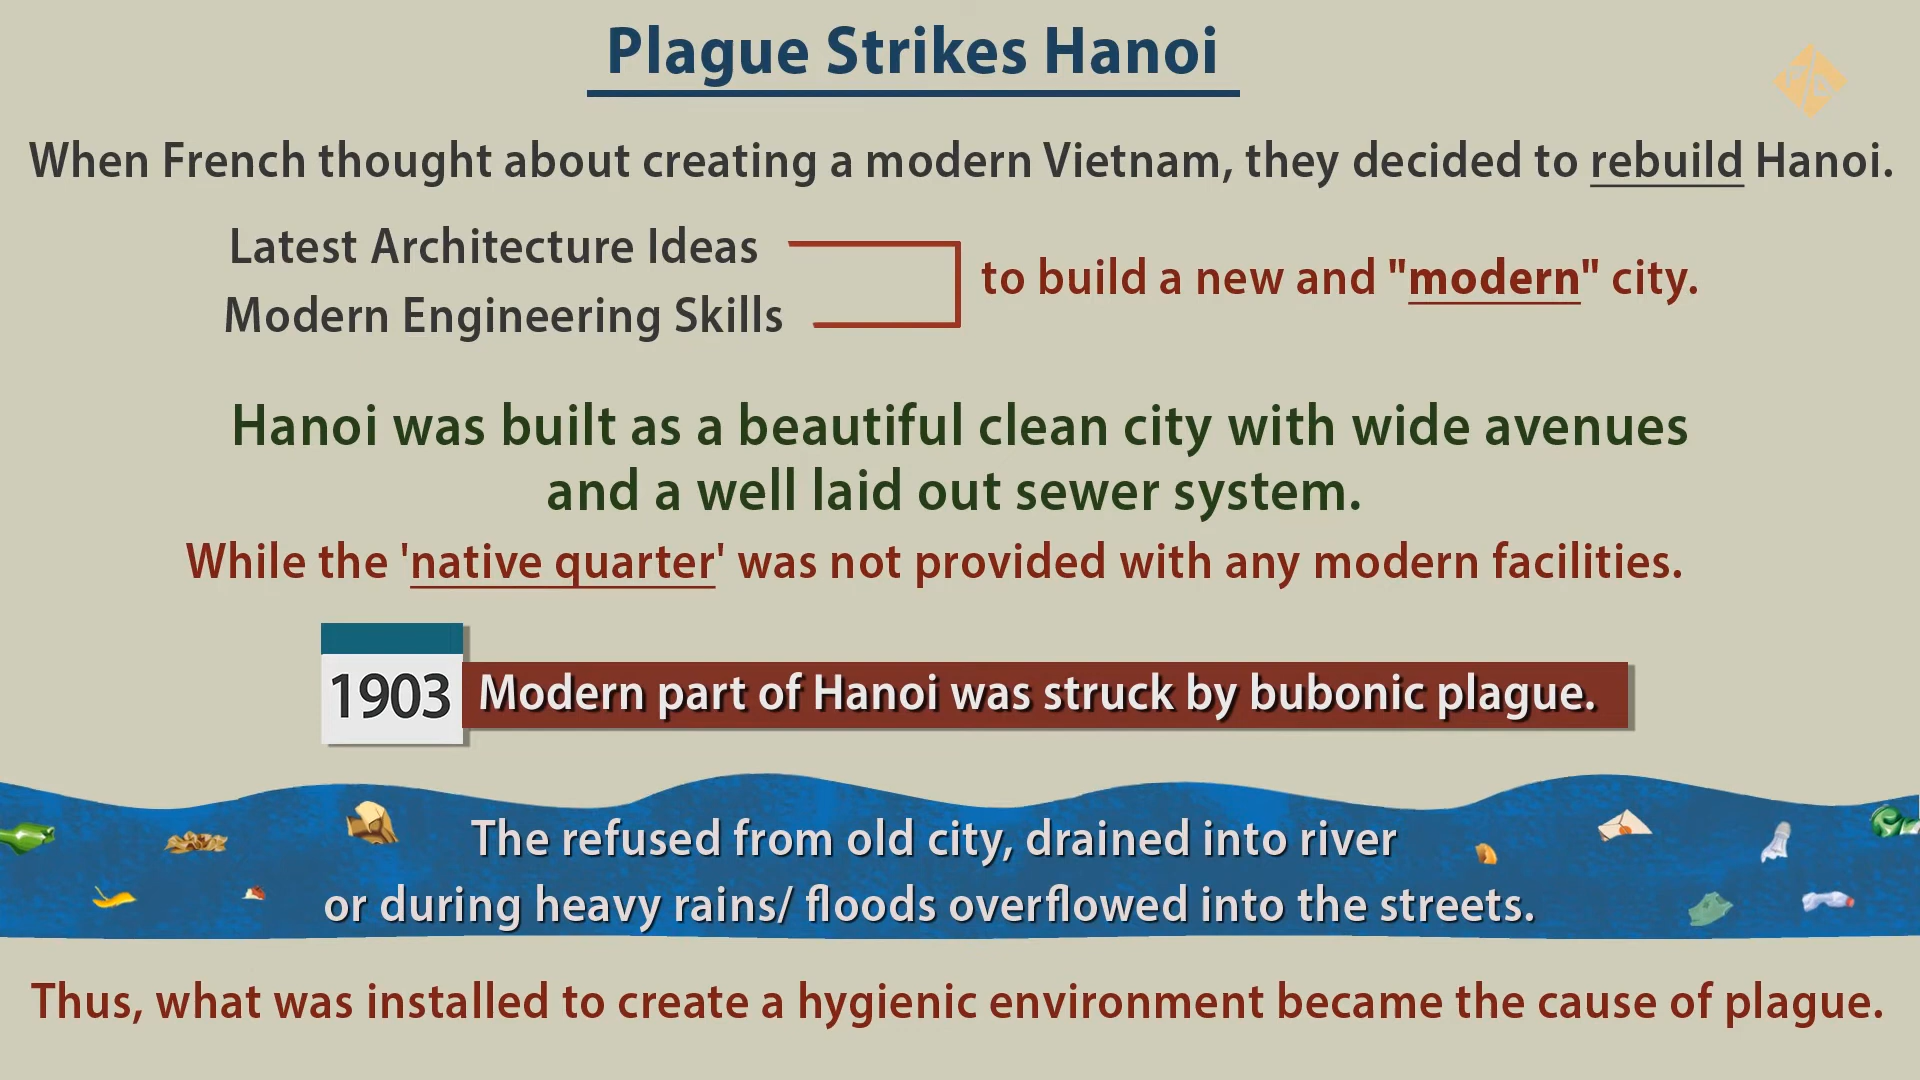 Plague Strikes Hanoi
When French thought about creating a modern Vietnam, they decided to rebuild Hanoi.
Latest Architecture Ideas
Modern Engineering Skills
to build a new and "modern" city.
Hanoi was built as a beautiful clean city with wide avenues
and a well laid out sewer system.
While the 'native quarter' was not provided with any modern facilities.
1903 Modern part of Hanoi was struck by bubonic plague.
The refused from old city, drained into river
or during heavy rains/ floods overflowed into the streets.
Thus, what was installed to create a hygienic environment became the cause of plague.